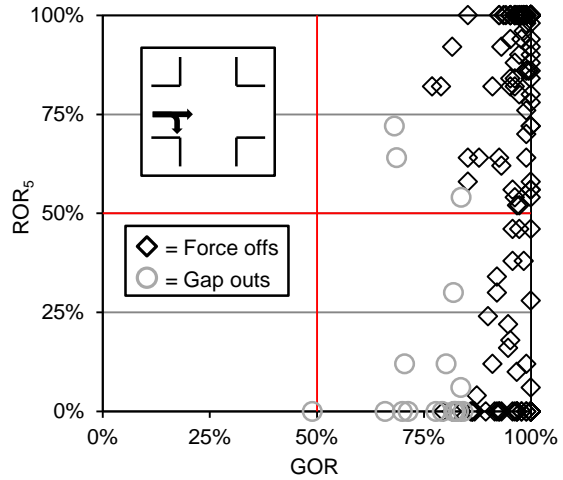 100%
75%
50%
25%
0%
ROR₅
= Force offs
= Gap outs
0%
25%
50%
75%
100%
GOR